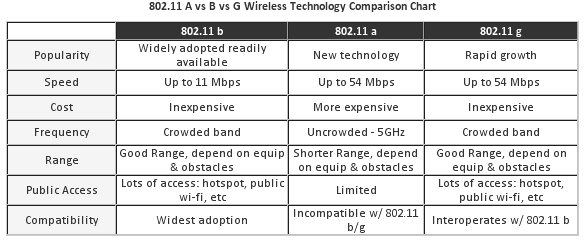 802.11 A vs B vs G Wireless Technology Comparison Chart
802.11 b 802.11 a 802.11 g
Popularity Widely adopted readily available New technology Rapid growth
Speed Up to 11 Mbps Up to 54 Mbps Up to 54 Mbps
Cost Inexpensive More expensive Inexpensive
Frequency Crowded band Uncrowded - 5GHz Crowded band
Range Good Range, depend on equip & obstacles Shorter Range, depend on equip & obstacles Good Range, depend on equip & obstacles
Public Access Lots of access: hotspot, public wi-fi, etc Limited Lots of access: hotspot, public wi-fi, etc
Compatibility Widest adoption Incompatible w/ 802.11 b/g Interoperates w/ 802.11 b